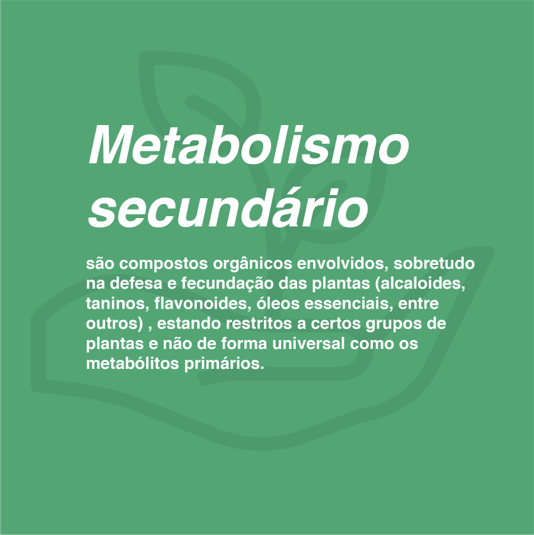 Metabolismo
secundário
são compostos orgânicos envolvidos, sobretudo
na defesa e fecundação das plantas (alcaloides,
taninos, flavonoides, óleos essenciais, entre
outros) , estando restritos a certos grupos de
plantas e não de forma universal como os
metabólitos primários.